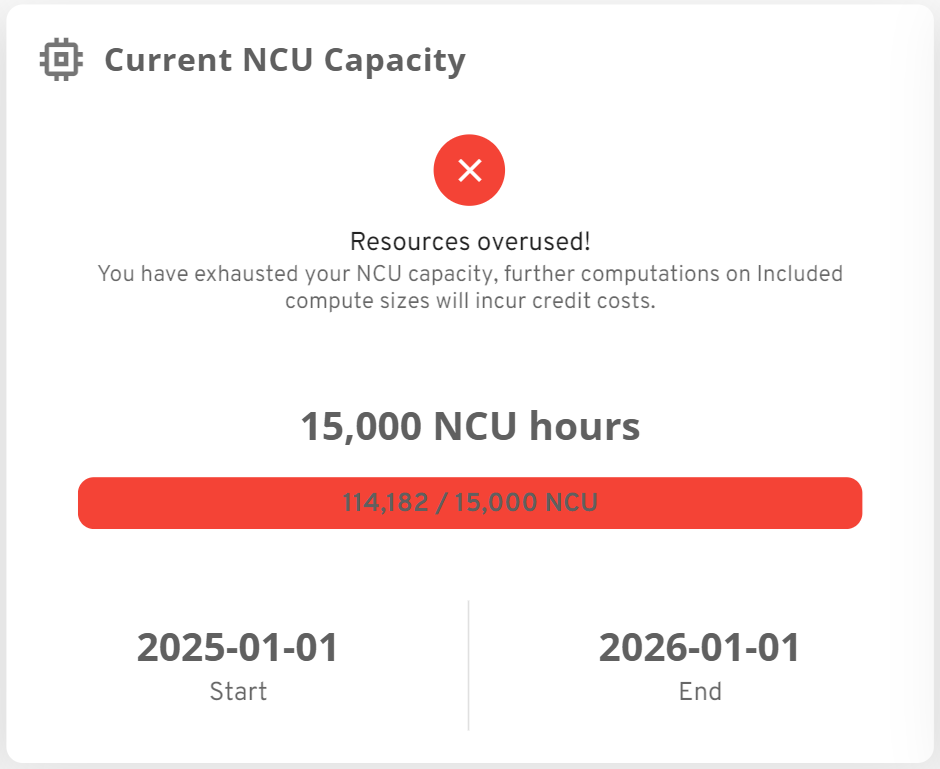 Current NCU Capacity
Resources overused!
You have exhausted your NCU capacity, further computations on Included
compute sizes will incur credit costs.
15,000 NCU hours
114,182 / 15,000 NCU
2025-01-01
Start
2026-01-01
End